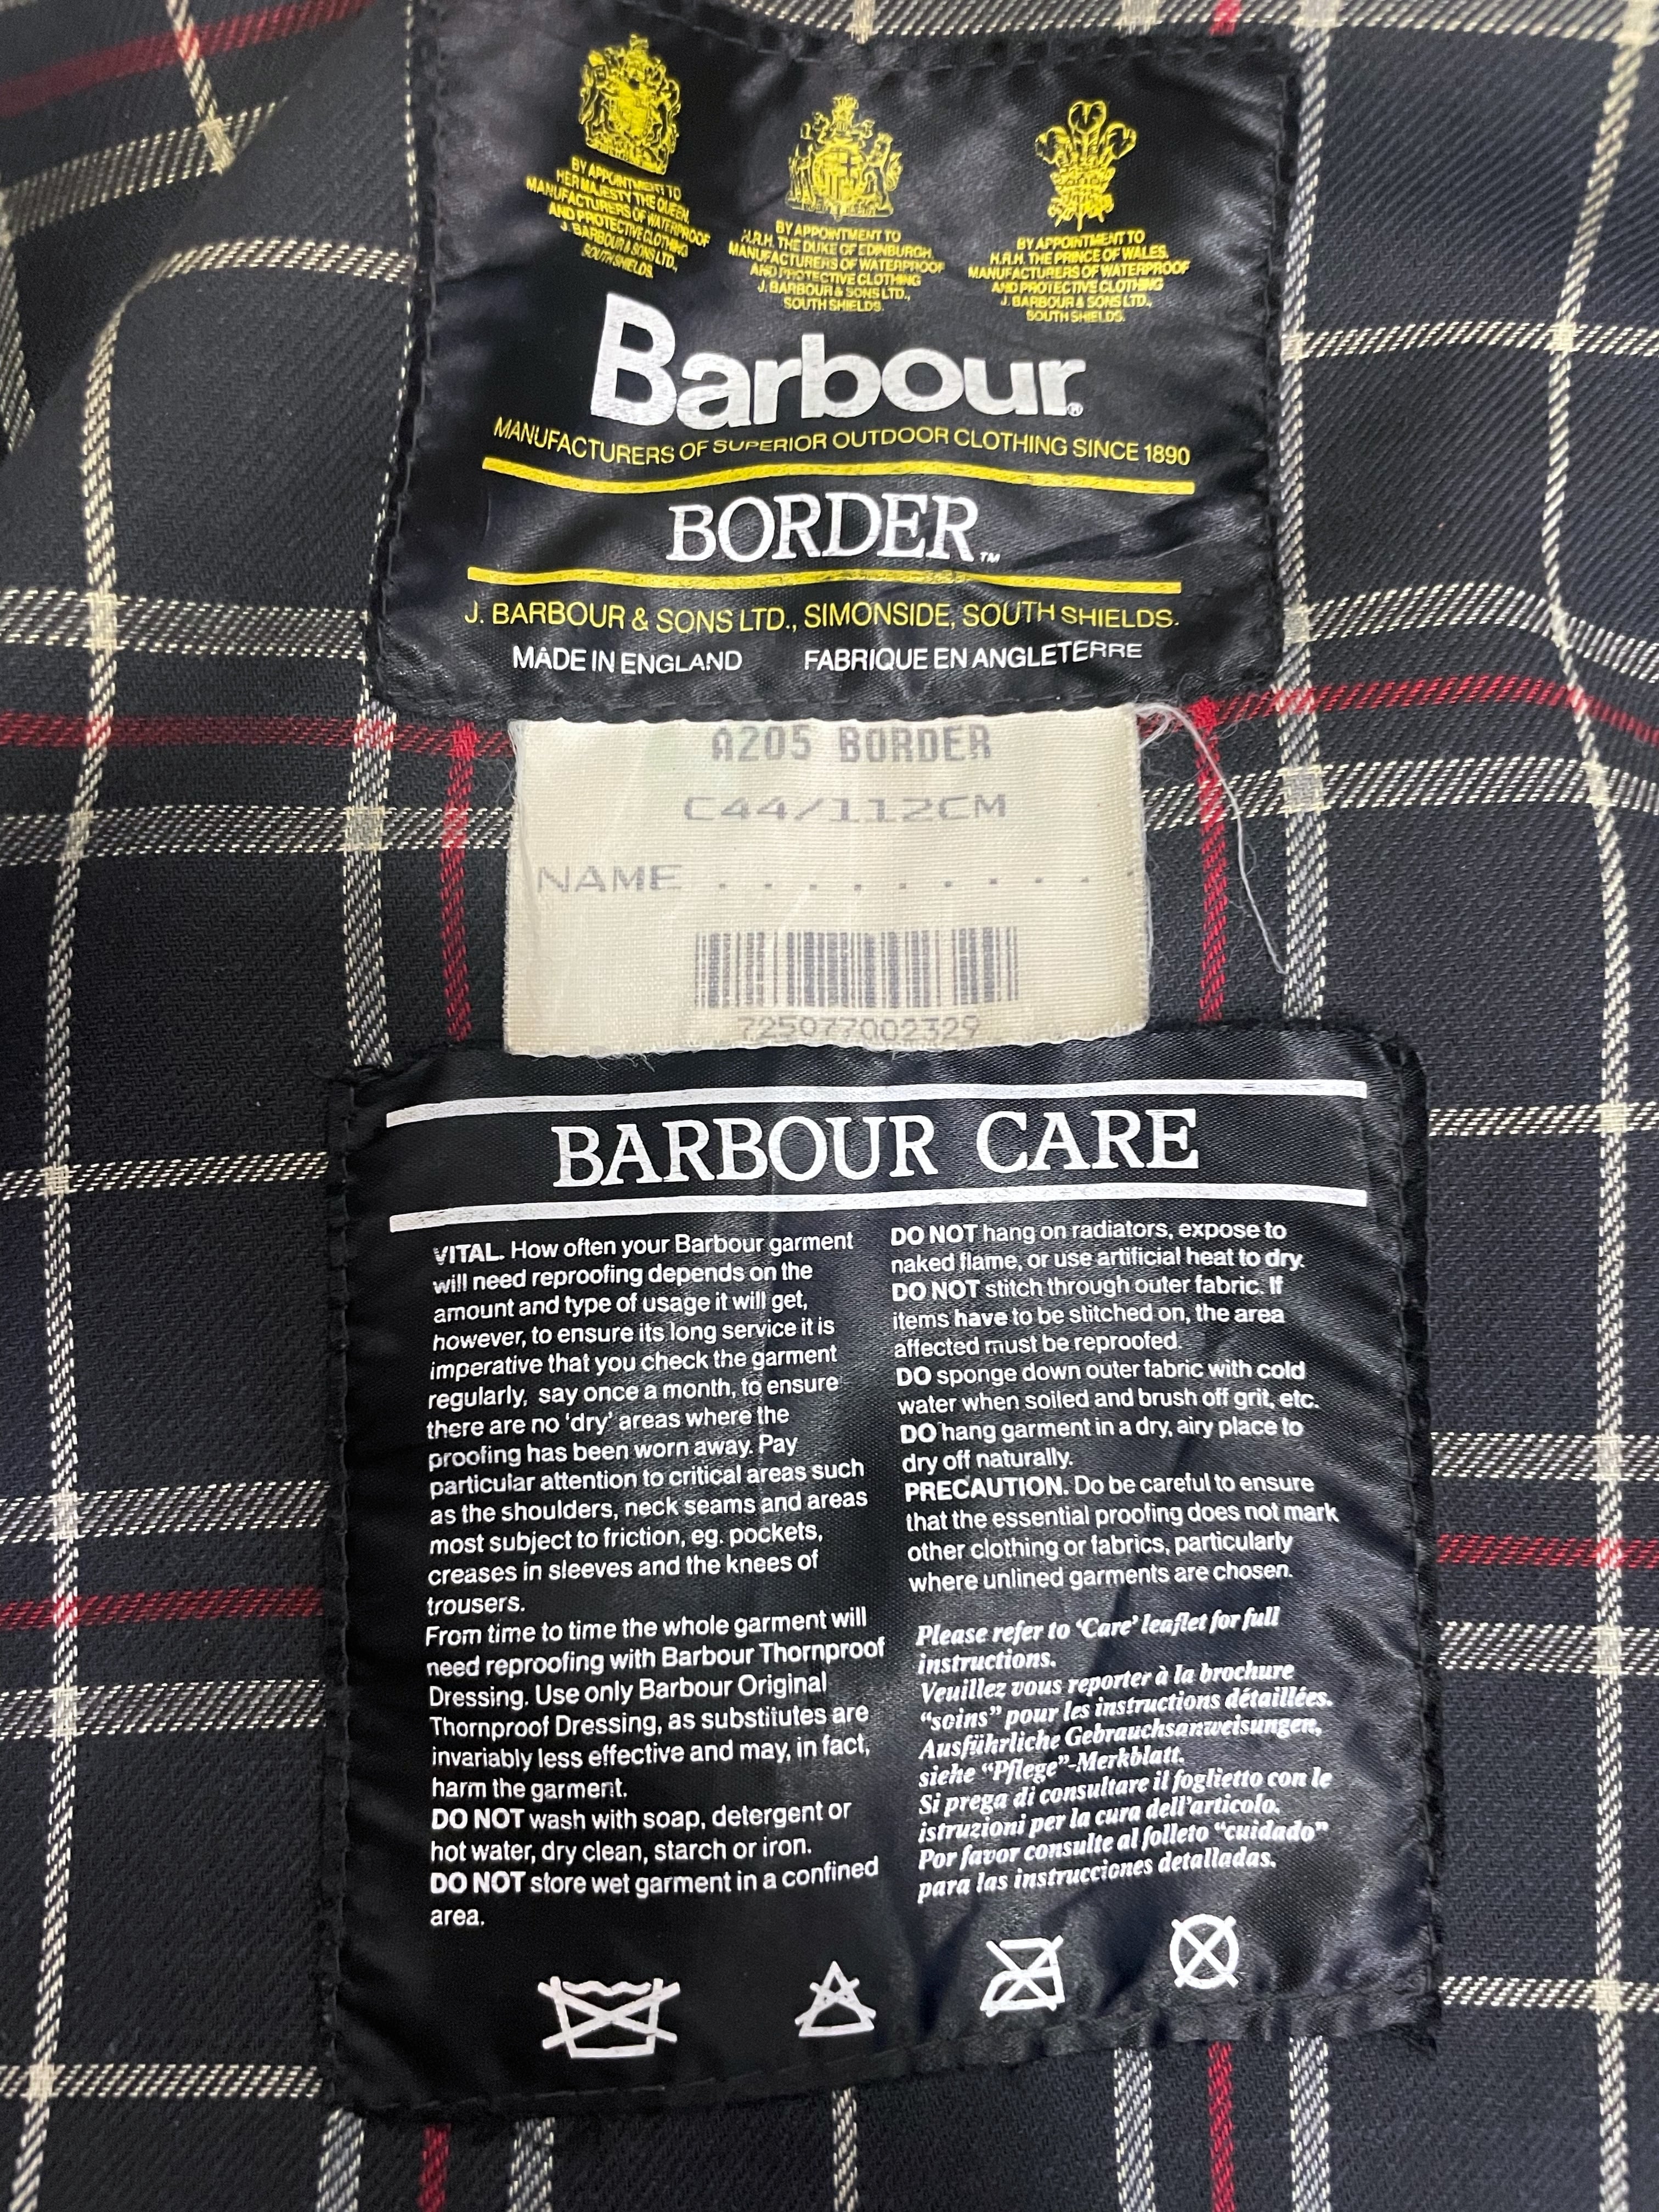 BY APPOINTMENT TO
HER MAJESTY THE QUEEN,
MANUFACTURERS OF WATERPROOF
AND PROTECTIVE CLOTHING
J. BARBOUR & SONS LTD.,
SOUTH SHIELDS.
BY APPOINTMENT TO
H.R.H. THE DUKE OF EDINBURGH,
MANUFACTURERS OF WATERPROOF
AND PROTECTIVE CLOTHING
J. BARBOUR & SONS LTD.,
SOUTH SHIELDS.
BY APPOINTMENT TO
H.R.H. THE PRINCE OF WALES,
MANUFACTURERS OF WATERPROOF
AND PROTECTIVE CLOTHING
J. BARBOUR & SONS LTD.,
SOUTH SHIELDS.
Barbour®
MANUFACTURERS OF SUPERIOR OUTDOOR CLOTHING SINCE 1890
BORDER™
J. BARBOUR & SONS LTD., SIMONSIDE, SOUTH SHIELDS.
MADE IN ENGLAND FABRIQUE EN ANGLETERRE
A205 BORDER
C44/112CM
NAME . . . . . . . . . .
725077002329
BARBOUR CARE
VITAL. How often your Barbour garment
will need reproofing depends on the
amount and type of usage it will get,
however, to ensure its long service it is
imperative that you check the garment
regularly, say once a month, to ensure
there are no 'dry' areas where the
proofing has been worn away. Pay
particular attention to critical areas such
as the shoulders, neck seams and areas
most subject to friction, eg. pockets,
creases in sleeves and the knees of
trousers.
From time to time the whole garment will
need reproofing with Barbour Thornproof
Dressing. Use only Barbour Original
Thornproof Dressing, as substitutes are
invariably less effective and may, in fact,
harm the garment.
DO NOT wash with soap, detergent or
hot water, dry clean, starch or iron.
DO NOT store wet garment in a confined
area.
DO NOT hang on radiators, expose to
naked flame, or use artificial heat to dry.
DO NOT stitch through outer fabric. If
items have to be stitched on, the area
affected must be reproofed.
DO sponge down outer fabric with cold
water when soiled and brush off grit, etc.
DO hang garment in a dry, airy place to
dry off naturally.
PRECAUTION. Do be careful to ensure
that the essential proofing does not mark
other clothing or fabrics, particularly
where unlined garments are chosen.
Please refer to 'Care' leaflet for full
instructions.
Veuillez vous reporter à la brochure
"soins" pour les instructions détaillées.
Ausführliche Gebrauchsanweisungen,
siehe "Pflege"-Merkblatt.
Si prega di consultare il foglietto con le
istruzioni per la cura dell'articolo.
Por favor consulte al folleto "cuidado"
para las instrucciones detalladas.